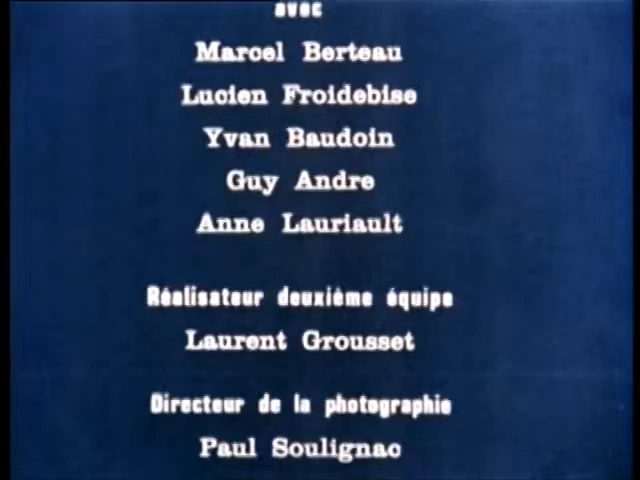 avec
Marcel Berteau
Lucien Froidebise
Yvan Baudoin
Guy Andre
Anne Lauriault
Réalisateur deuxième équipe
Laurent Grousset
Directeur de la photographie
Paul Soulignac